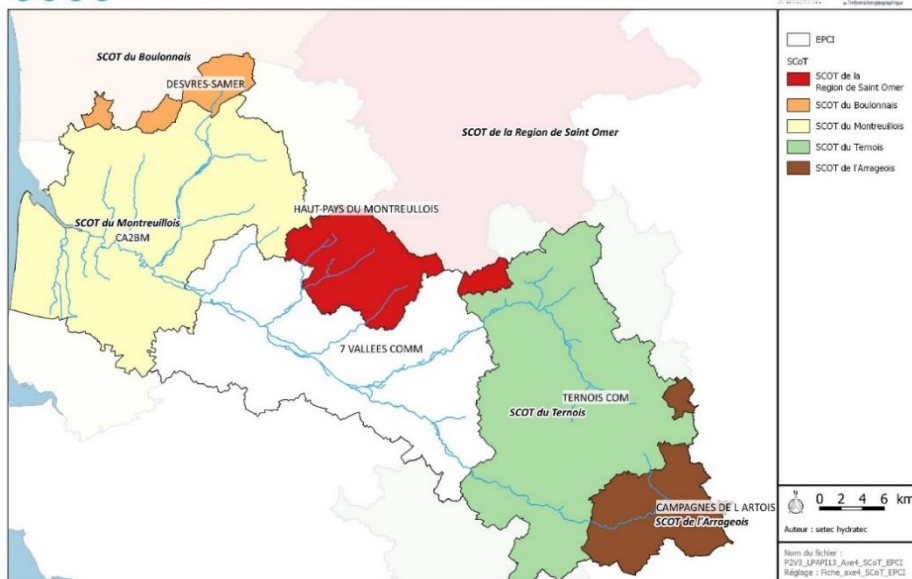 SCOT du Boulonnais
DESVRES-SAMER
SCOT de la Region de Saint Omer
HAUT-PAYS DU MONTREULLOIS
SCOT du Montreuillois
CA2BM
7 VALLEES COMM
TERNOIS COM
SCOT du Ternois
CAMPAGNES DE L ARTOIS
SCOT de l'Arrageois
EPCI
SCoT
SCOT de la
Region de Saint Omer
SCOT du Boulonnais
SCOT du Montreuillois
SCOT du Ternois
SCOT de l'Arrageois
N
0 2 4 6 km
Auteur : setec hydratec
Nom du fichier :
P2V3_LPAPI13_Axe4_SCoT_EPCI
Réglage : Fiche_axe4_SCoT_EPCI